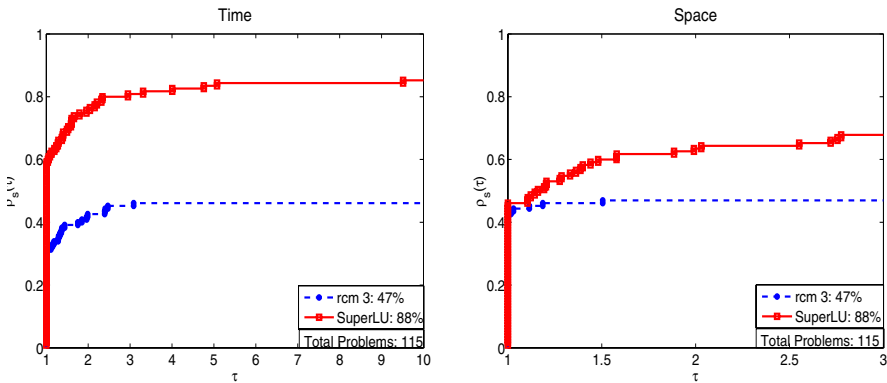 Time
1
0.8
0.6
0.4
0.2
0
ρs(τ)
1 2 3 4 5 6 7 8 9 10
τ
rcm 3: 47%
SuperLU: 88%
Total Problems: 115
Space
1
0.8
0.6
0.4
0.2
0
ρs(τ)
1 1.5 2 2.5 3
τ
rcm 3: 47%
SuperLU: 88%
Total Problems: 115